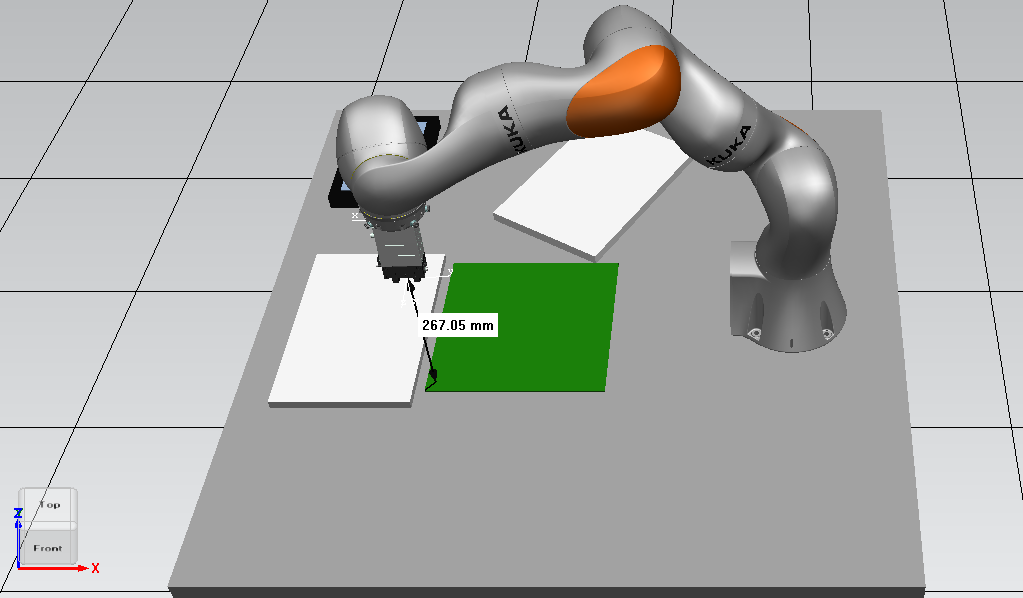 KUKA
KUKA
X
Y
267.05 mm
Top
Z
Front
X